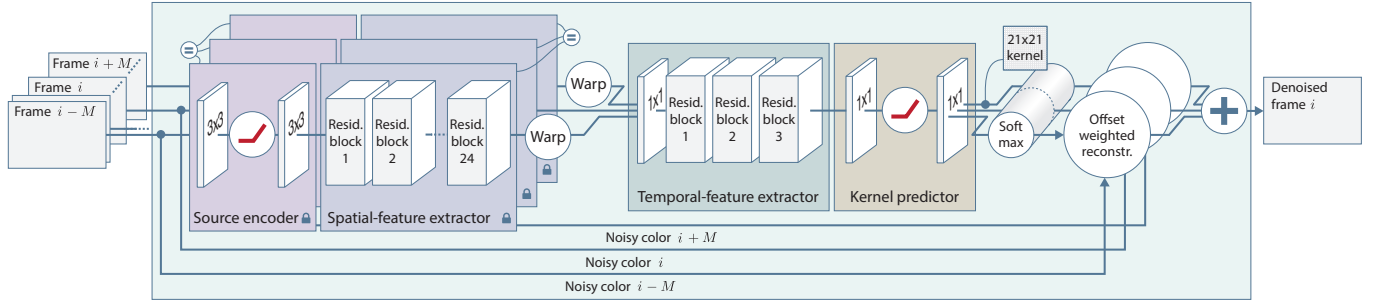 Frame i + M
Frame i
Frame i − M
=
=
3x3
3x3
Source encoder
Resid.
block
1
Resid.
block
2
Resid.
block
24
Spatial-feature extractor
Warp
Warp
1x1
Resid.
block
1
Resid.
block
2
Resid.
block
3
Temporal-feature extractor
1x1
1x1
Kernel predictor
21x21
kernel
Soft
max
Offset
weighted
reconstr.
+
Denoised
frame i
Noisy color i + M
Noisy color i
Noisy color i − M